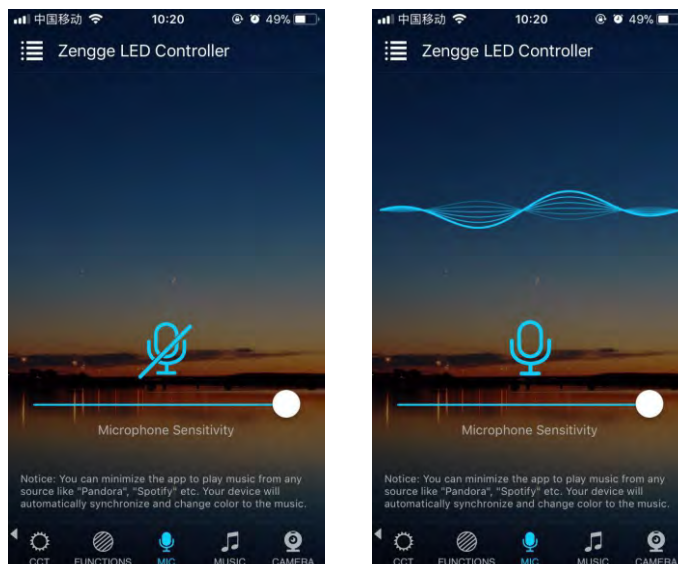 中国移动 10:20 49%
Zengge LED Controller
Microphone Sensitivity
Notice: You can minimize the app to play music from any
source like "Pandora", "Spotify" etc. Your device will
automatically synchronize and change color to the music.
CCT FUNCTIONS MIC MUSIC CAMERA
中国移动 10:20 49%
Zengge LED Controller
Microphone Sensitivity
Notice: You can minimize the app to play music from any
source like "Pandora", "Spotify" etc. Your device will
automatically synchronize and change color to the music.
CCT FUNCTIONS MIC MUSIC CAMERA